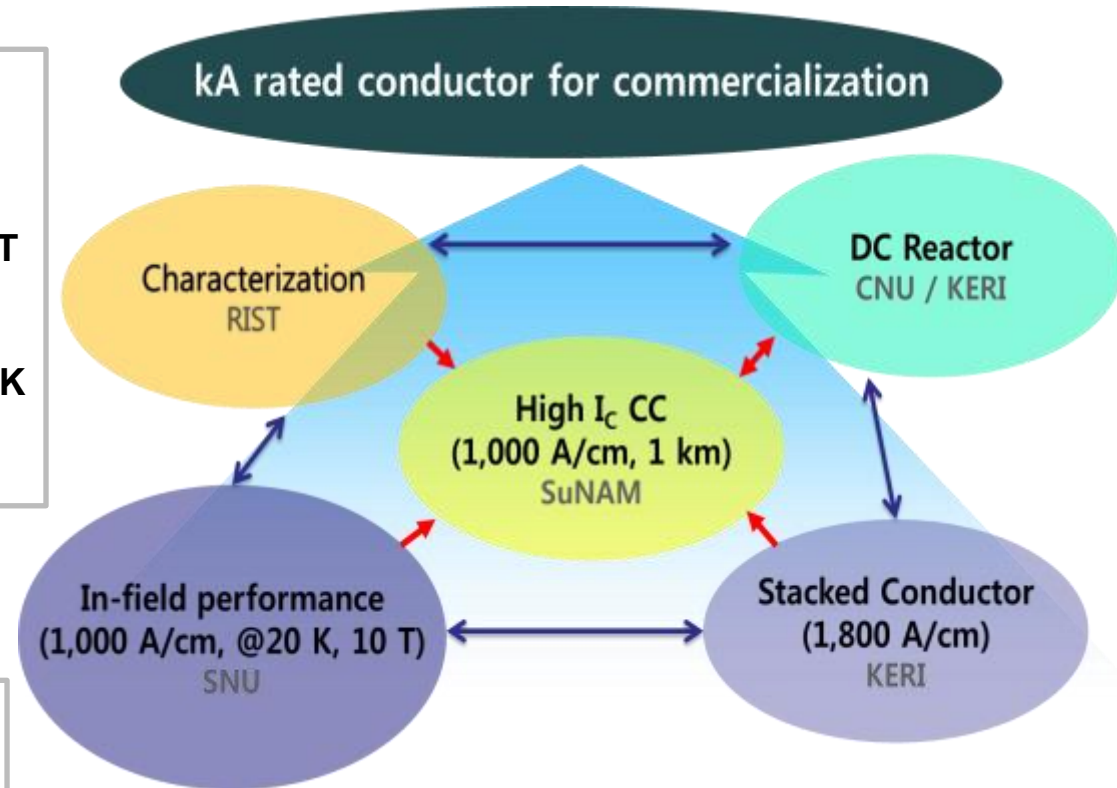 kA rated conductor for commercialization
T
K
Characterization
RIST
DC Reactor
CNU / KERI
High I_C CC
(1,000 A/cm, 1 km)
SuNAM
In-field performance
(1,000 A/cm, @20 K, 10 T)
SNU
Stacked Conductor
(1,800 A/cm)
KERI